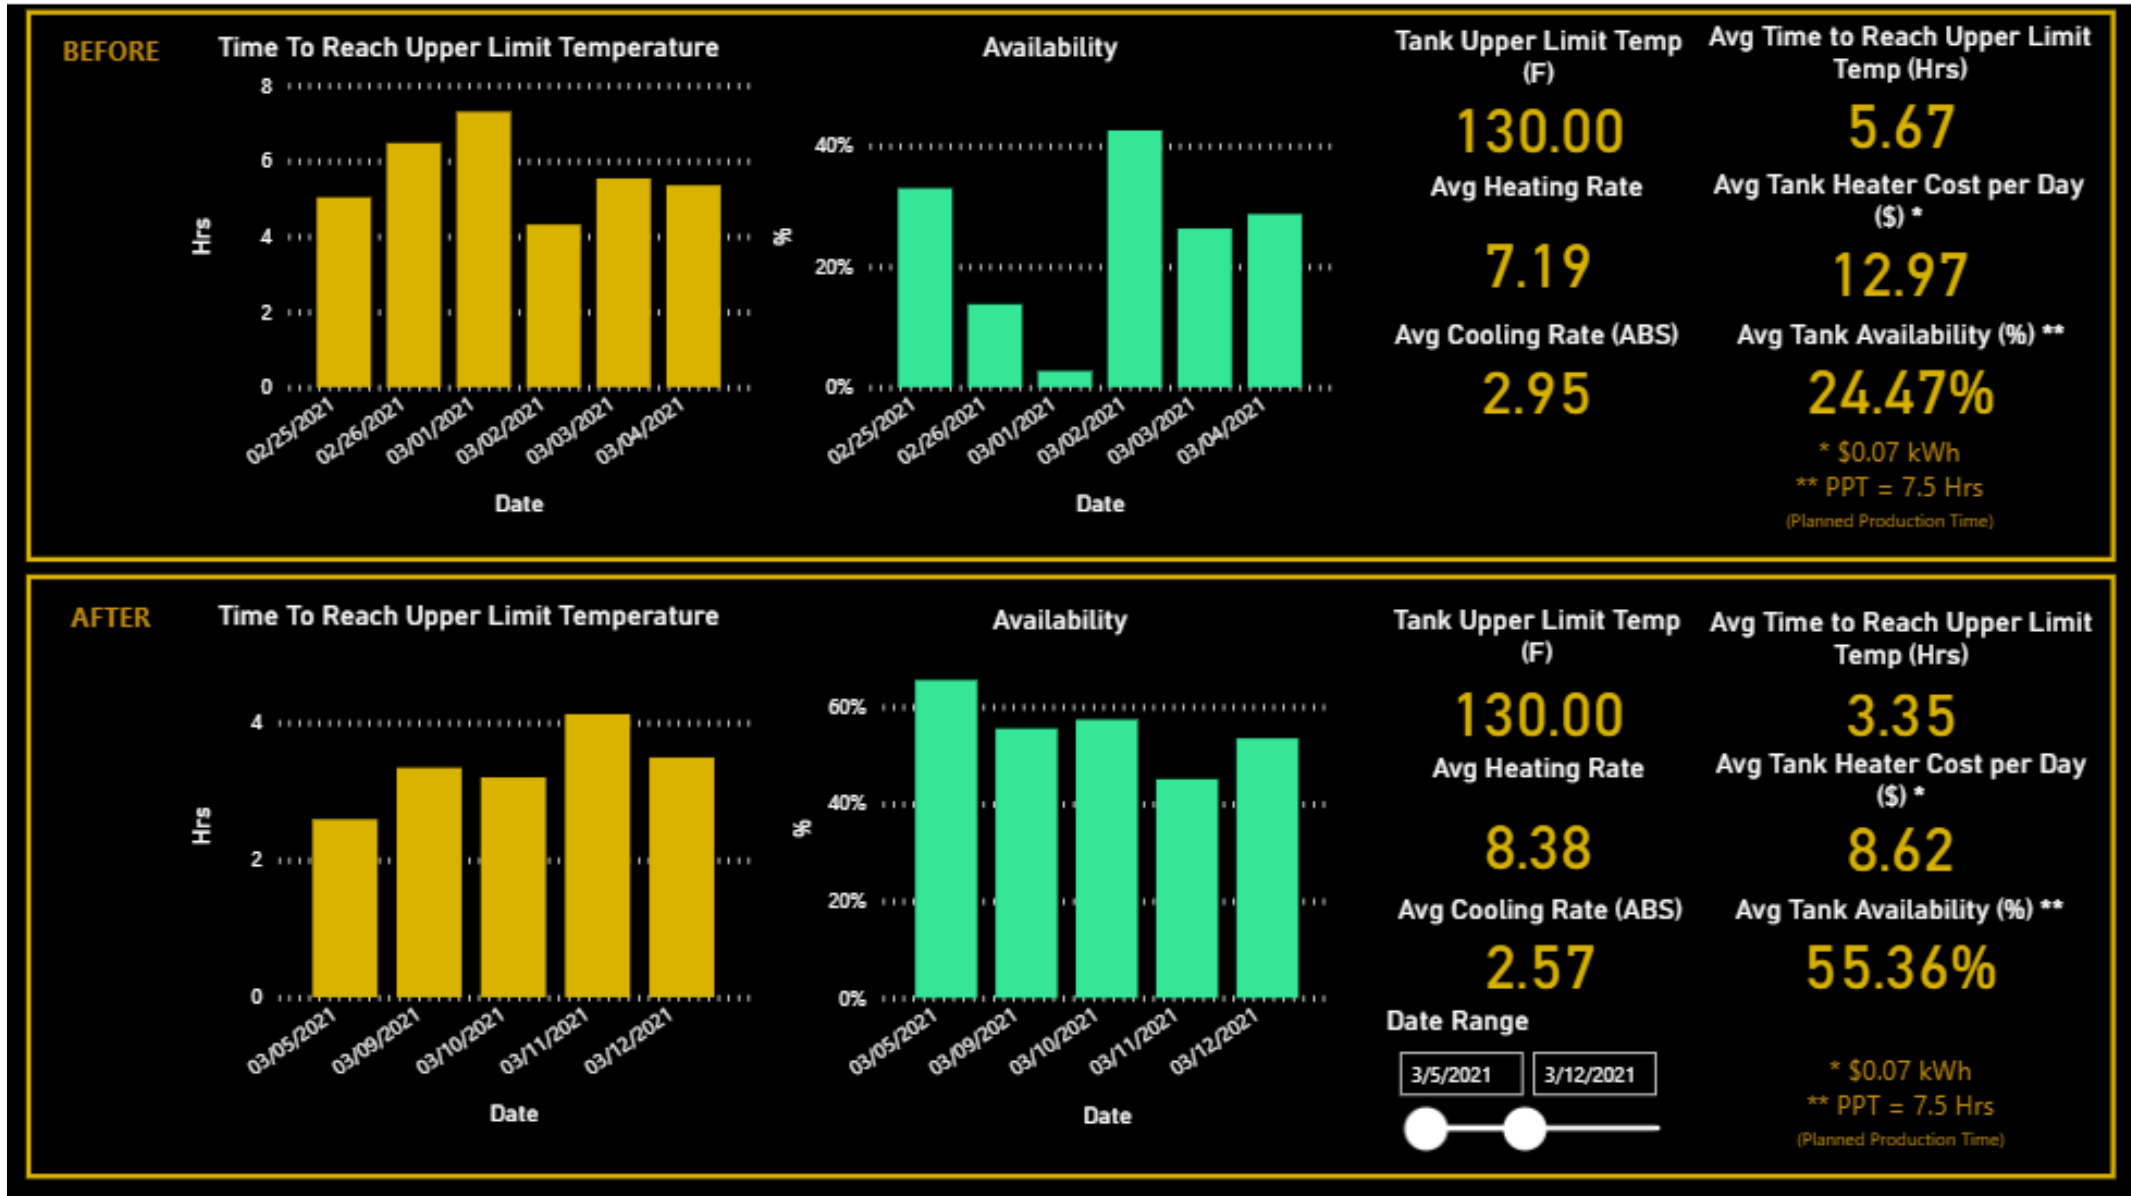 BEFORE
Time To Reach Upper Limit Temperature
8
6
4
2
0
Hrs
02/25/2021
02/26/2021
03/01/2021
03/02/2021
03/03/2021
03/04/2021
Date
Availability
40%
20%
0%
%
02/25/2021
02/26/2021
03/01/2021
03/02/2021
03/03/2021
03/04/2021
Date
Tank Upper Limit Temp
(F)
130.00
Avg Heating Rate
7.19
Avg Cooling Rate (ABS)
2.95
Avg Time to Reach Upper Limit
Temp (Hrs)
5.67
Avg Tank Heater Cost per Day
($) *
12.97
Avg Tank Availability (%) **
24.47%
* $0.07 kWh
** PPT = 7.5 Hrs
(Planned Production Time)
AFTER
Time To Reach Upper Limit Temperature
4
2
0
Hrs
03/05/2021
03/09/2021
03/10/2021
03/11/2021
03/12/2021
Date
Availability
60%
40%
20%
0%
%
03/05/2021
03/09/2021
03/10/2021
03/11/2021
03/12/2021
Date
Tank Upper Limit Temp
(F)
130.00
Avg Heating Rate
8.38
Avg Cooling Rate (ABS)
2.57
Date Range
3/5/2021
3/12/2021
Avg Time to Reach Upper Limit
Temp (Hrs)
3.35
Avg Tank Heater Cost per Day
($) *
8.62
Avg Tank Availability (%) **
55.36%
* $0.07 kWh
** PPT = 7.5 Hrs
(Planned Production Time)